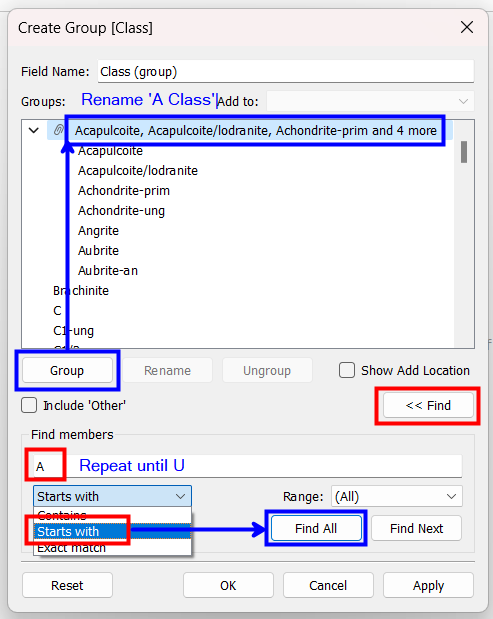 Create Group [Class]
Field Name: Class (group)
Groups: Rename 'A Class' Add to:
Acapulcoite, Acapulcoite/lodranite, Achondrite-prim and 4 more
Acapulcoite
Acapulcoite/lodranite
Achondrite-prim
Achondrite-ung
Angrite
Aubrite
Aubrite-an
Brachinite
C
C1-ung
Group Rename Ungroup Show Add Location
Include 'Other' << Find
Find members
A Repeat until U
Starts with Range: (All)
Contains
Starts with Find All Find Next
Exact match
Reset OK Cancel Apply